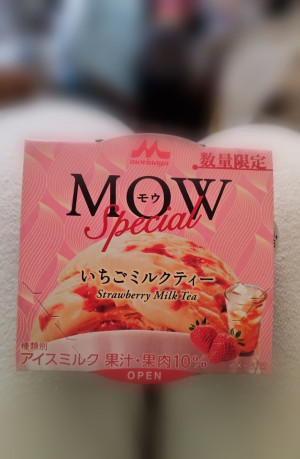 morinaga
数量限定
MOW
モウ
Special
いちごミルクティー
Strawberry Milk Tea
種類別
アイスミルク 果汁・果肉10%
OPEN